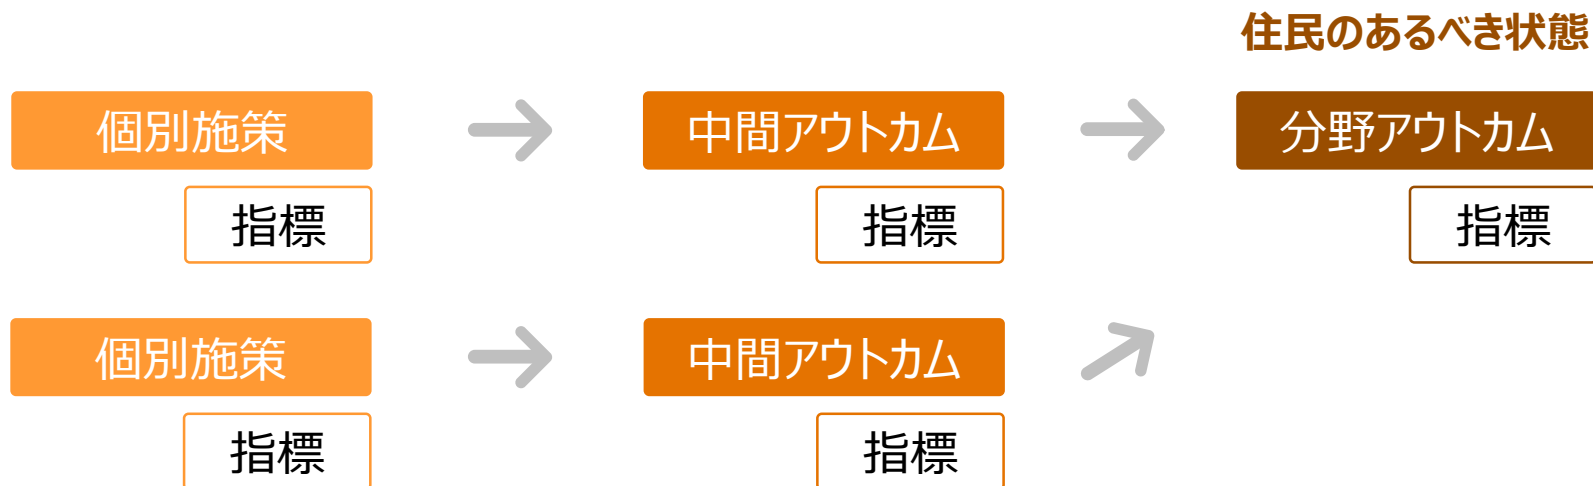 住民のあるべき状態
個別施策
中間アウトカム
分野アウトカム
指標
指標
指標
個別施策
中間アウトカム
指標
指標